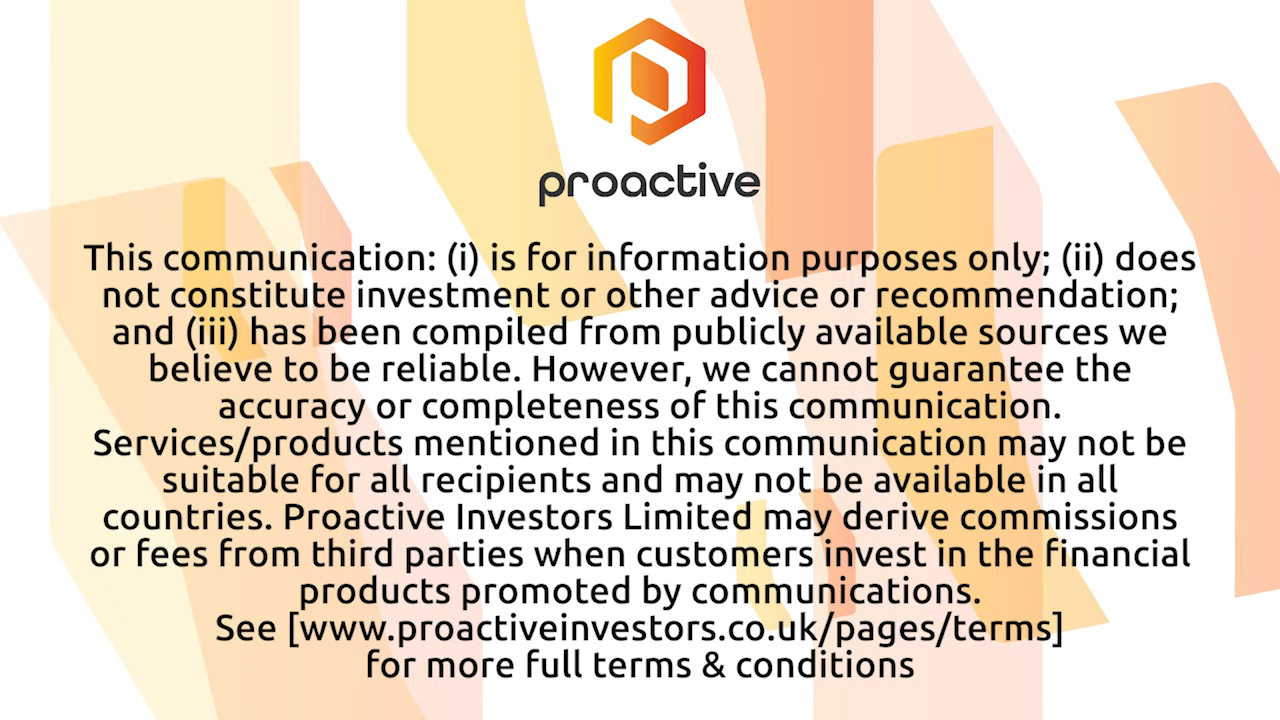 proactive
This communication: (i) is for information purposes only; (ii) does
not constitute investment or other advice or recommendation;
and (iii) has been compiled from publicly available sources we
believe to be reliable. However, we cannot guarantee the
accuracy or completeness of this communication.
Services/products mentioned in this communication may not be
suitable for all recipients and may not be available in all
countries. Proactive Investors Limited may derive commissions
or fees from third parties when customers invest in the financial
products promoted by communications.
See [www.proactiveinvestors.co.uk/pages/terms]
for more full terms & conditions